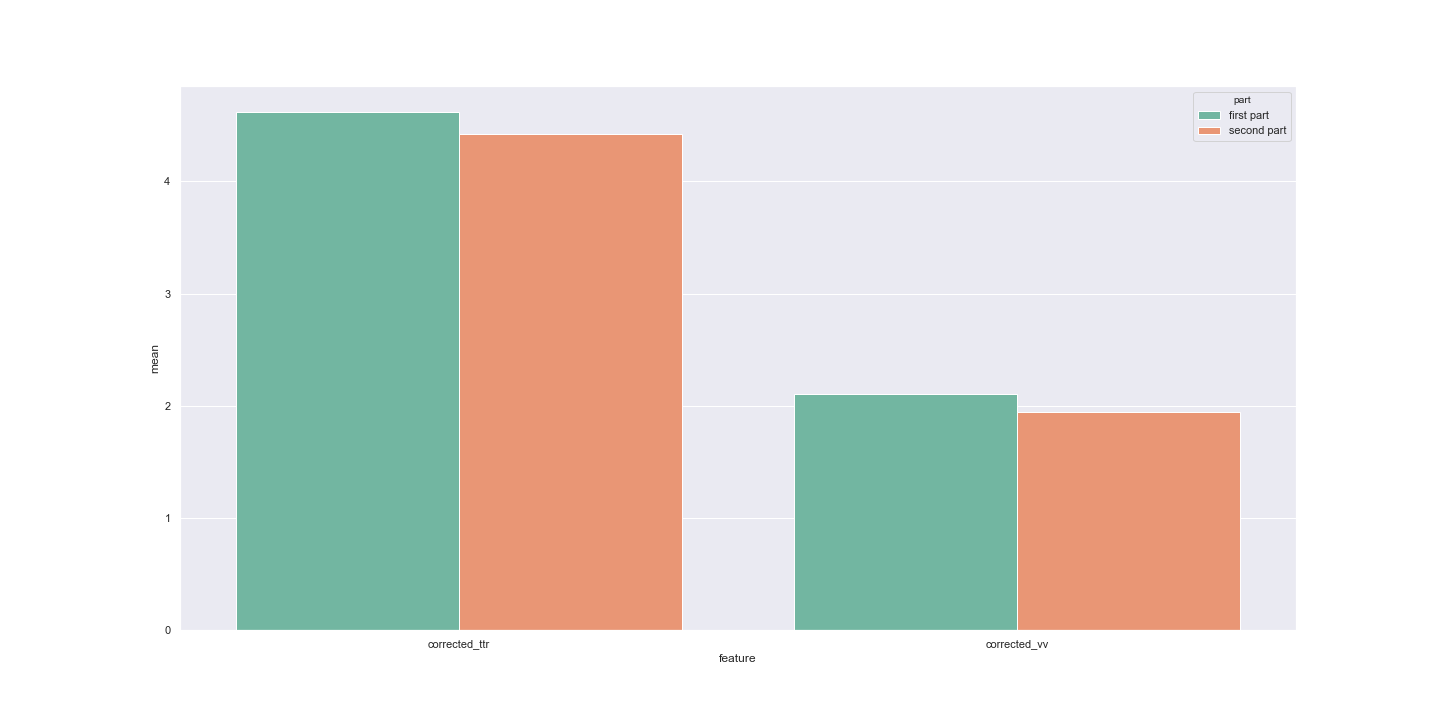 part
first part
second part
4
3
2
1
0
mean
corrected_ttr
corrected_vv
feature